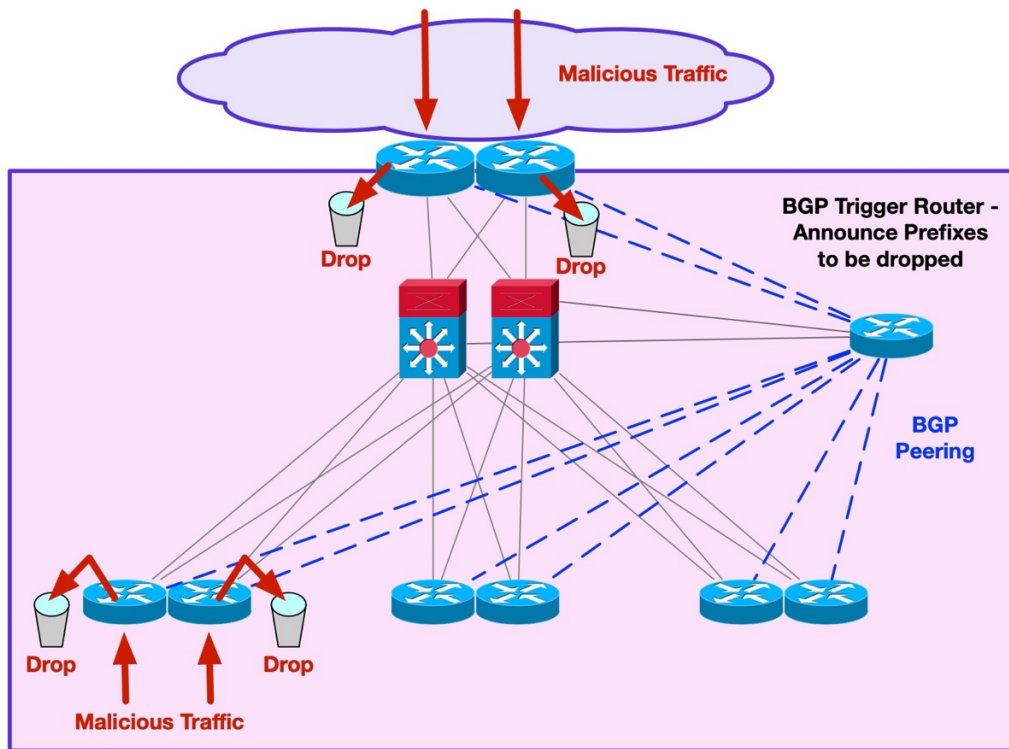 Malicious Traffic
BGP Trigger Router -
Announce Prefixes
to be dropped
Drop
Drop
BGP
Peering
Drop
Drop
Malicious Traffic